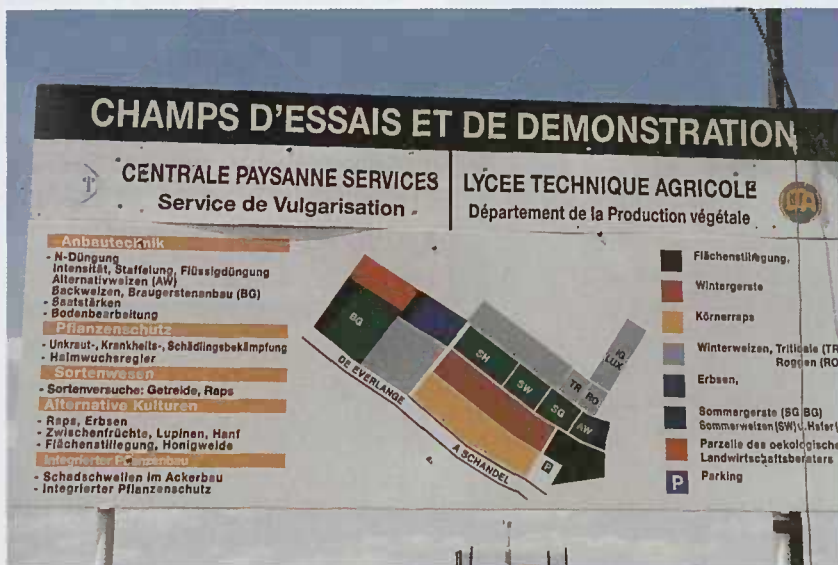 CHAMPS D'ESSAIS ET DE DEMONSTRATION
CENTRALE PAYSANNE SERVICES
Service de Vulgarisation
LYCEE TECHNIQUE AGRICOLE
Département de la Production végétale
Anbautechnik
- N-Düngung
Intensität, Staffelung, Flüssigdüngung
Alternativweizen (AW)
Backweizen, Braugerstenanbau (BG)
- Saatstärken
- Bodenbearbeitung
Pflanzenschutz
- Unkraut-, Krankheits-, Schädlingsbekämpfung
- Halmwuchsregler
Sortenwesen
- Sortenversuche: Getreide, Raps
Alternative Kulturen
- Raps, Erbsen
- Zwischenfrüchte, Lupinen, Hanf
- Flächenstillegung, Honigweide
Integrierter Pflanzenbau
- Schadschwellen im Ackerbau
- Integrierter Pflanzenschutz
BG
SH
SW
SG
AW
TR
RO
IG
LUX
P
DE EVERLANGE
A SCHANDEL
Flächenstillegung,
Wintergerste
Körnerraps
Winterweizen, Triticale (TR
Roggen (RO
Erbsen,
Sommergerste (SG,BG)
Sommerweizen(SW)u.Hafer
Parzelle des oekologische
Landwirtschaftsberaters
P Parking